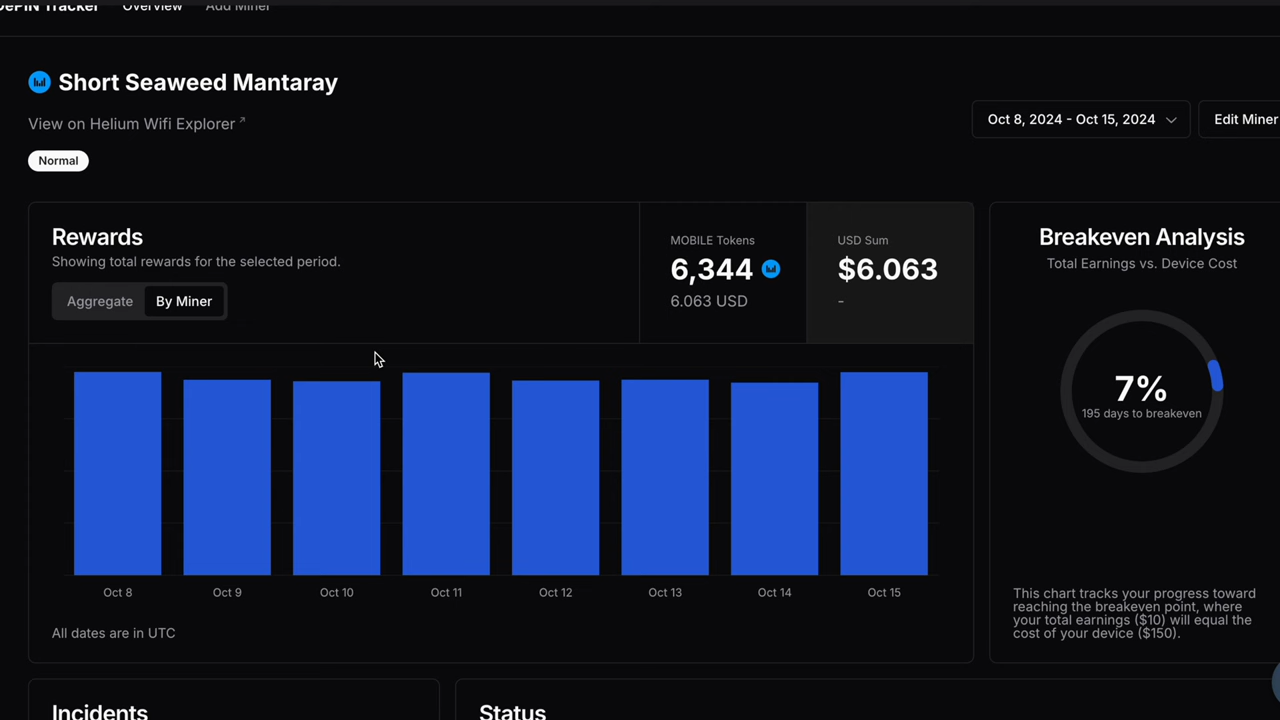 DePIN Tracker Overview Add Miner
Short Seaweed Mantaray
View on Helium Wifi Explorer ↗
Oct 8, 2024 - Oct 15, 2024
Edit Miner
Normal
Rewards
Showing total rewards for the selected period.
Aggregate By Miner
MOBILE Tokens
6,344
6.063 USD
USD Sum
$6.063
-
Oct 8 Oct 9 Oct 10 Oct 11 Oct 12 Oct 13 Oct 14 Oct 15
All dates are in UTC
Breakeven Analysis
Total Earnings vs. Device Cost
7%
195 days to breakeven
This chart tracks your progress toward
reaching the breakeven point, where
your total earnings ($10) will equal the
cost of your device ($150).
Incidents
Status